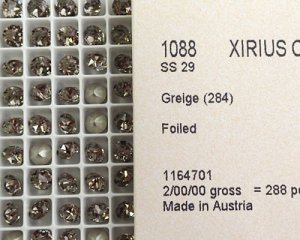 1088 XIRIUS
SS 29
Greige (284)
Foiled
1164701
2/00/00 gross = 288
Made in Austria